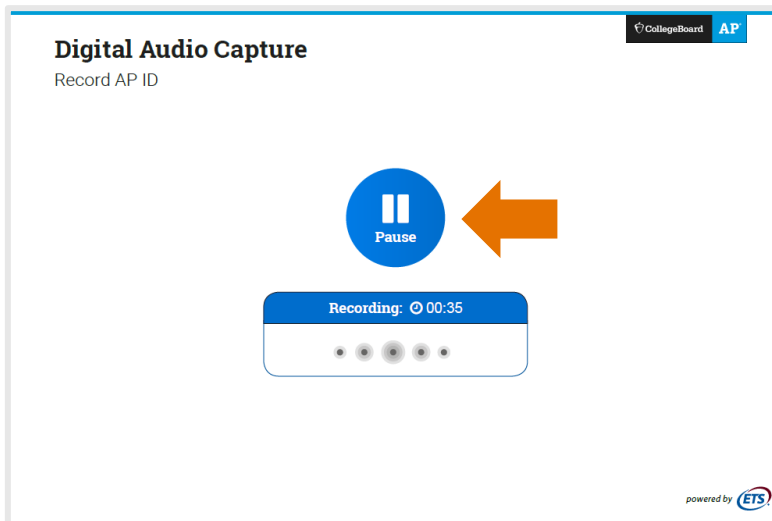 CollegeBoard AP
Digital Audio Capture
Record AP ID
Pause
Recording: 00:35
powered by ETS